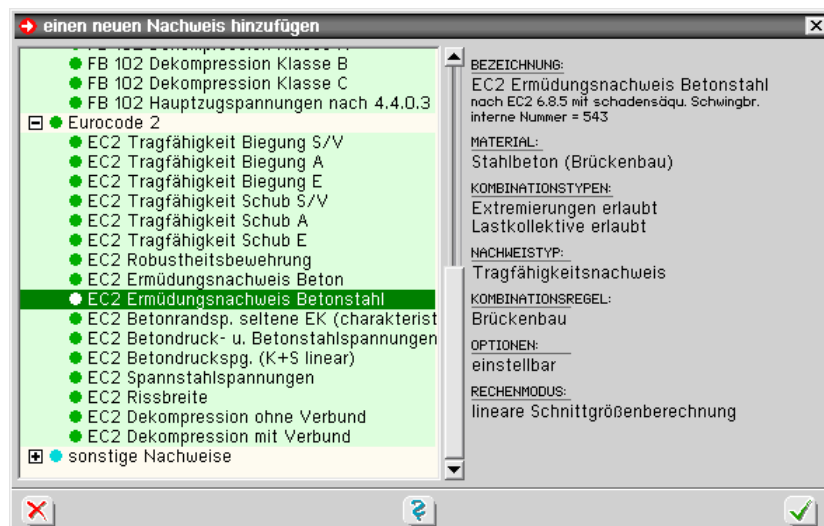 einen neuen Nachweis hinzufügen
FB 102 Dekompression Klasse B
FB 102 Dekompression Klasse C
FB 102 Hauptzugspannungen nach 4.4.0.3
Eurocode 2
EC2 Tragfähigkeit Biegung S/V
EC2 Tragfähigkeit Biegung A
EC2 Tragfähigkeit Biegung E
EC2 Tragfähigkeit Schub S/V
EC2 Tragfähigkeit Schub A
EC2 Tragfähigkeit Schub E
EC2 Robustheitsbewehrung
EC2 Ermüdungsnachweis Beton
EC2 Ermüdungsnachweis Betonstahl
EC2 Betonrandsp. seltene EK (charakterist
EC2 Betondruck- u. Betonstahlspannungen
EC2 Betondruckspg. (K+S linear)
EC2 Spannstahlspannungen
EC2 Rissbreite
EC2 Dekompression ohne Verbund
EC2 Dekompression mit Verbund
sonstige Nachweise
BEZEICHNUNG:
EC2 Ermüdungsnachweis Betonstahl
nach EC2 6.8.5 mit schadensäqu. Schwingbr.
interne Nummer = 543
MATERIAL:
Stahlbeton (Brückenbau)
KOMBINATIONSTYPEN:
Extremierungen erlaubt
Lastkollektive erlaubt
NACHWEISTYP:
Tragfähigkeitsnachweis
KOMBINATIONSREGEL:
Brückenbau
OPTIONEN:
einstellbar
RECHENMODUS:
lineare Schnittgrößenberechnung